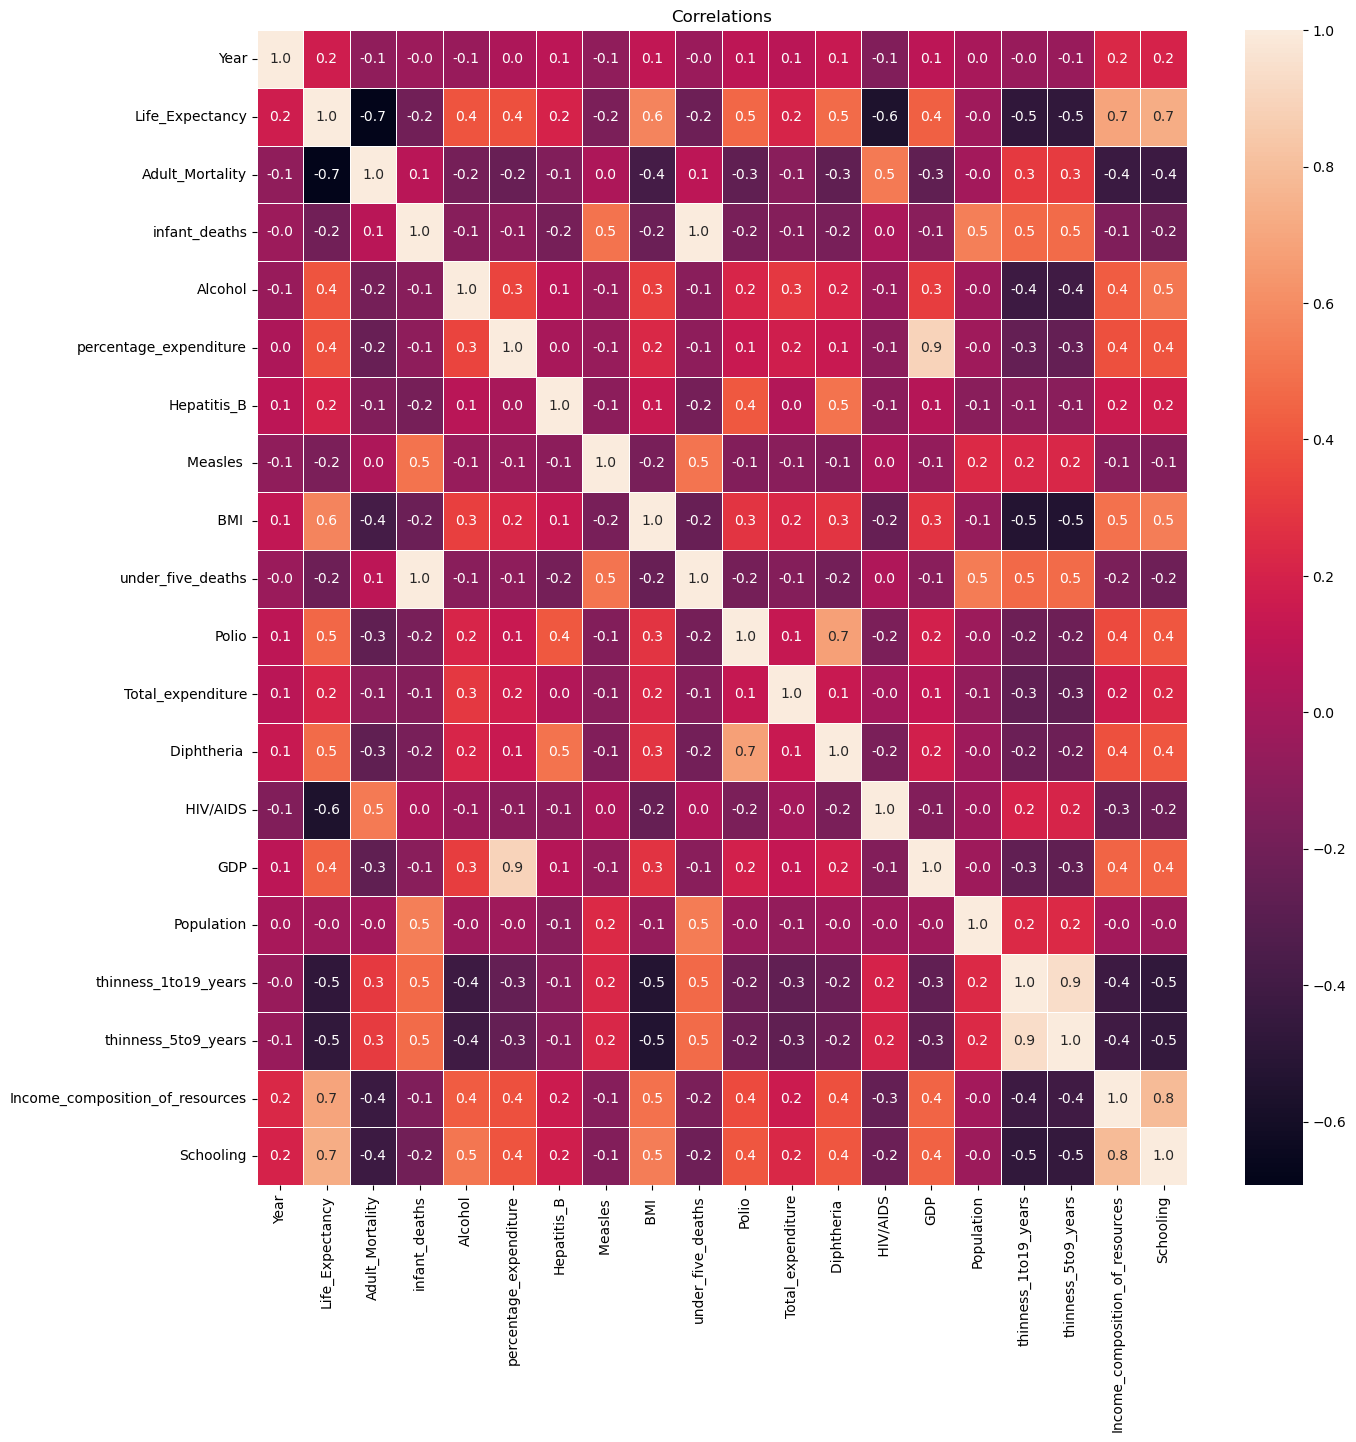 Correlations
Year 1.0 0.2 -0.1 -0.0 -0.1 0.0 0.1 -0.1 0.1 -0.0 0.1 0.1 0.1 -0.1 0.1 0.0 -0.0 -0.1 0.2 0.2
Life_Expectancy 0.2 1.0 -0.7 -0.2 0.4 0.4 0.2 -0.2 0.6 -0.2 0.5 0.2 0.5 -0.6 0.4 -0.0 -0.5 -0.5 0.7 0.7
Adult_Mortality -0.1 -0.7 1.0 0.1 -0.2 -0.2 -0.1 0.0 -0.4 0.1 -0.3 -0.1 -0.3 0.5 -0.3 -0.0 0.3 0.3 -0.4 -0.4
infant_deaths -0.0 -0.2 0.1 1.0 -0.1 -0.1 -0.2 0.5 -0.2 1.0 -0.2 -0.1 -0.2 0.0 -0.1 0.5 0.5 0.5 -0.1 -0.2
Alcohol -0.1 0.4 -0.2 -0.1 1.0 0.3 0.1 -0.1 0.3 -0.1 0.2 0.3 0.2 -0.1 0.3 -0.0 -0.4 -0.4 0.4 0.5
percentage_expenditure 0.0 0.4 -0.2 -0.1 0.3 1.0 0.0 -0.1 0.2 -0.1 0.1 0.2 0.1 -0.1 0.9 -0.0 -0.3 -0.3 0.4 0.4
Hepatitis_B 0.1 0.2 -0.1 -0.2 0.1 0.0 1.0 -0.1 0.1 -0.2 0.4 0.0 0.5 -0.1 0.1 -0.1 -0.1 -0.1 0.2 0.2
Measles -0.1 -0.2 0.0 0.5 -0.1 -0.1 -0.1 1.0 -0.2 0.5 -0.1 -0.1 -0.1 0.0 -0.1 0.2 0.2 0.2 -0.1 -0.1
BMI 0.1 0.6 -0.4 -0.2 0.3 0.2 0.1 -0.2 1.0 -0.2 0.3 0.2 0.3 -0.2 0.3 -0.1 -0.5 -0.5 0.5 0.5
under_five_deaths -0.0 -0.2 0.1 1.0 -0.1 -0.1 -0.2 0.5 -0.2 1.0 -0.2 -0.1 -0.2 0.0 -0.1 0.5 0.5 0.5 -0.2 -0.2
Polio 0.1 0.5 -0.3 -0.2 0.2 0.1 0.4 -0.1 0.3 -0.2 1.0 0.1 0.7 -0.2 0.2 -0.0 -0.2 -0.2 0.4 0.4
Total_expenditure 0.1 0.2 -0.1 -0.1 0.3 0.2 0.0 -0.1 0.2 -0.1 0.1 1.0 0.1 -0.0 0.1 -0.1 -0.3 -0.3 0.2 0.2
Diphtheria 0.1 0.5 -0.3 -0.2 0.2 0.1 0.5 -0.1 0.3 -0.2 0.7 0.1 1.0 -0.2 0.2 -0.0 -0.2 -0.2 0.4 0.4
HIV/AIDS -0.1 -0.6 0.5 0.0 -0.1 -0.1 -0.1 0.0 -0.2 0.0 -0.2 -0.0 -0.2 1.0 -0.1 -0.0 0.2 0.2 -0.3 -0.2
GDP 0.1 0.4 -0.3 -0.1 0.3 0.9 0.1 -0.1 0.3 -0.1 0.2 0.1 0.2 -0.1 1.0 -0.0 -0.3 -0.3 0.4 0.4
Population 0.0 -0.0 -0.0 0.5 -0.0 -0.0 -0.1 0.2 -0.1 0.5 -0.0 -0.1 -0.0 -0.0 -0.0 1.0 0.2 0.2 -0.0 -0.0
thinness_1to19_years -0.0 -0.5 0.3 0.5 -0.4 -0.3 -0.1 0.2 -0.5 0.5 -0.2 -0.3 -0.2 0.2 -0.3 0.2 1.0 0.9 -0.4 -0.5
thinness_5to9_years -0.1 -0.5 0.3 0.5 -0.4 -0.3 -0.1 0.2 -0.5 0.5 -0.2 -0.3 -0.2 0.2 -0.3 0.2 0.9 1.0 -0.4 -0.5
Income_composition_of_resources 0.2 0.7 -0.4 -0.1 0.4 0.4 0.2 -0.1 0.5 -0.2 0.4 0.2 0.4 -0.3 0.4 -0.0 -0.4 -0.4 1.0 0.8
Schooling 0.2 0.7 -0.4 -0.2 0.5 0.4 0.2 -0.1 0.5 -0.2 0.4 0.2 0.4 -0.2 0.4 -0.0 -0.5 -0.5 0.8 1.0
Year
Life_Expectancy
Adult_Mortality
infant_deaths
Alcohol
percentage_expenditure
Hepatitis_B
Measles
BMI
under_five_deaths
Polio
Total_expenditure
Diphtheria
HIV/AIDS
GDP
Population
thinness_1to19_years
thinness_5to9_years
Income_composition_of_resources
Schooling
1.0
0.8
0.6
0.4
0.2
0.0
−0.2
−0.4
−0.6